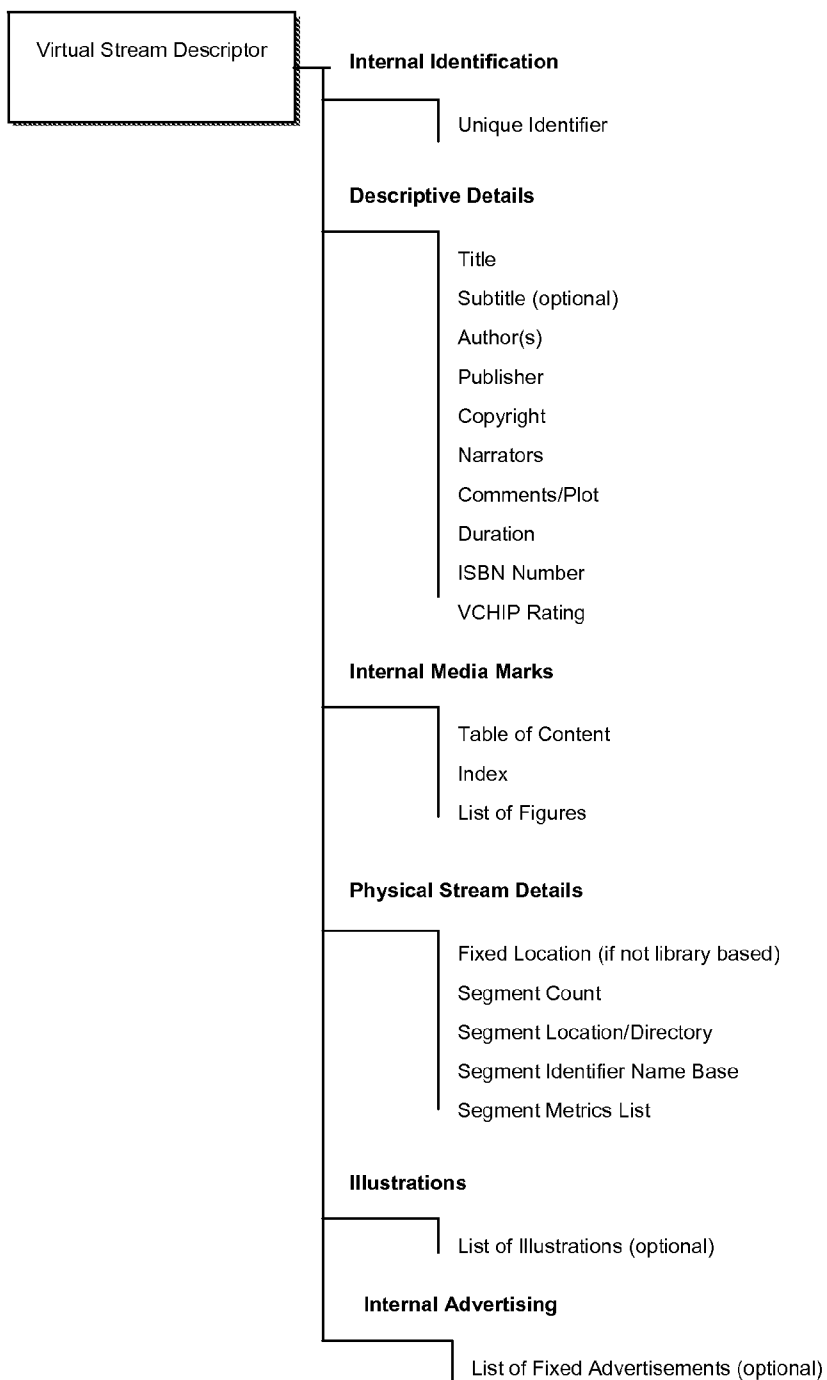 Virtual Stream Descriptor
Internal Identification
Unique Identifier
Descriptive Details
Title
Subtitle (optional)
Author(s)
Publisher
Copyright
Narrators
Comments/Plot
Duration
ISBN Number
VCHIP Rating
Internal Media Marks
Table of Content
Index
List of Figures
Physical Stream Details
Fixed Location (if not library based)
Segment Count
Segment Location/Directory
Segment Identifier Name Base
Segment Metrics List
Illustrations
List of Illustrations (optional)
Internal Advertising
List of Fixed Advertisements (optional)